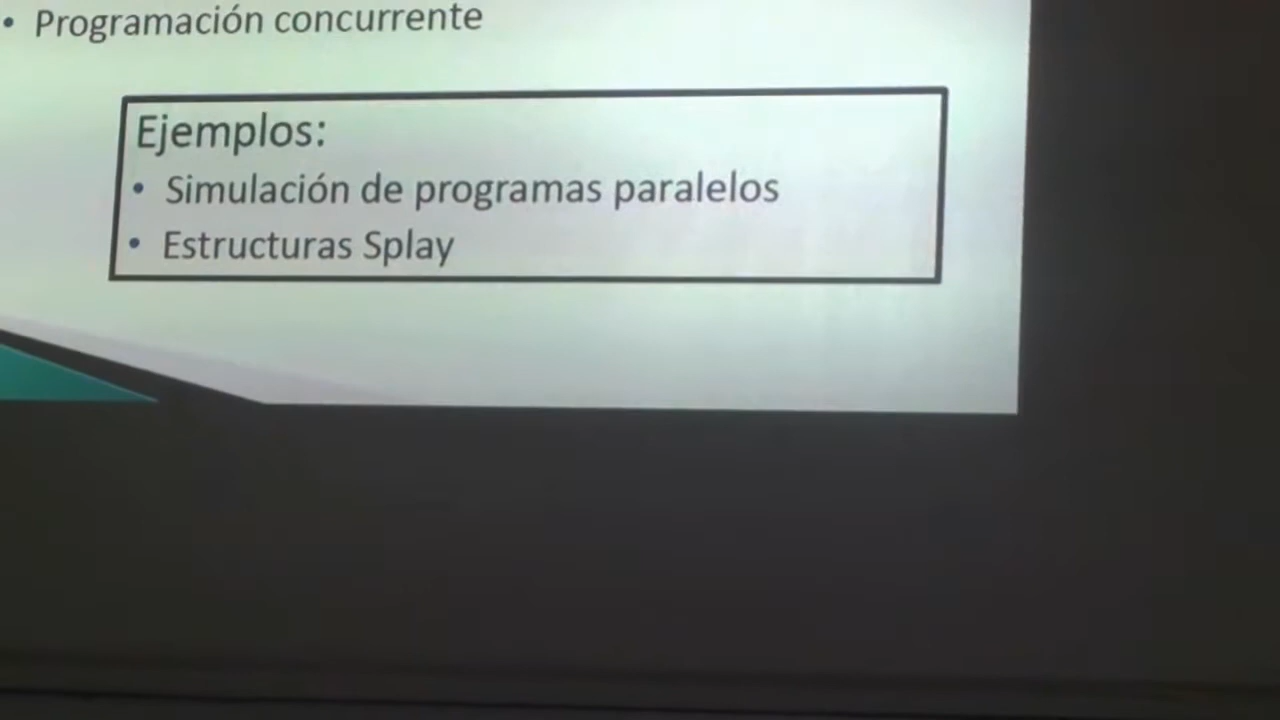 • Programación concurrente
Ejemplos:
• Simulación de programas paralelos
• Estructuras Splay